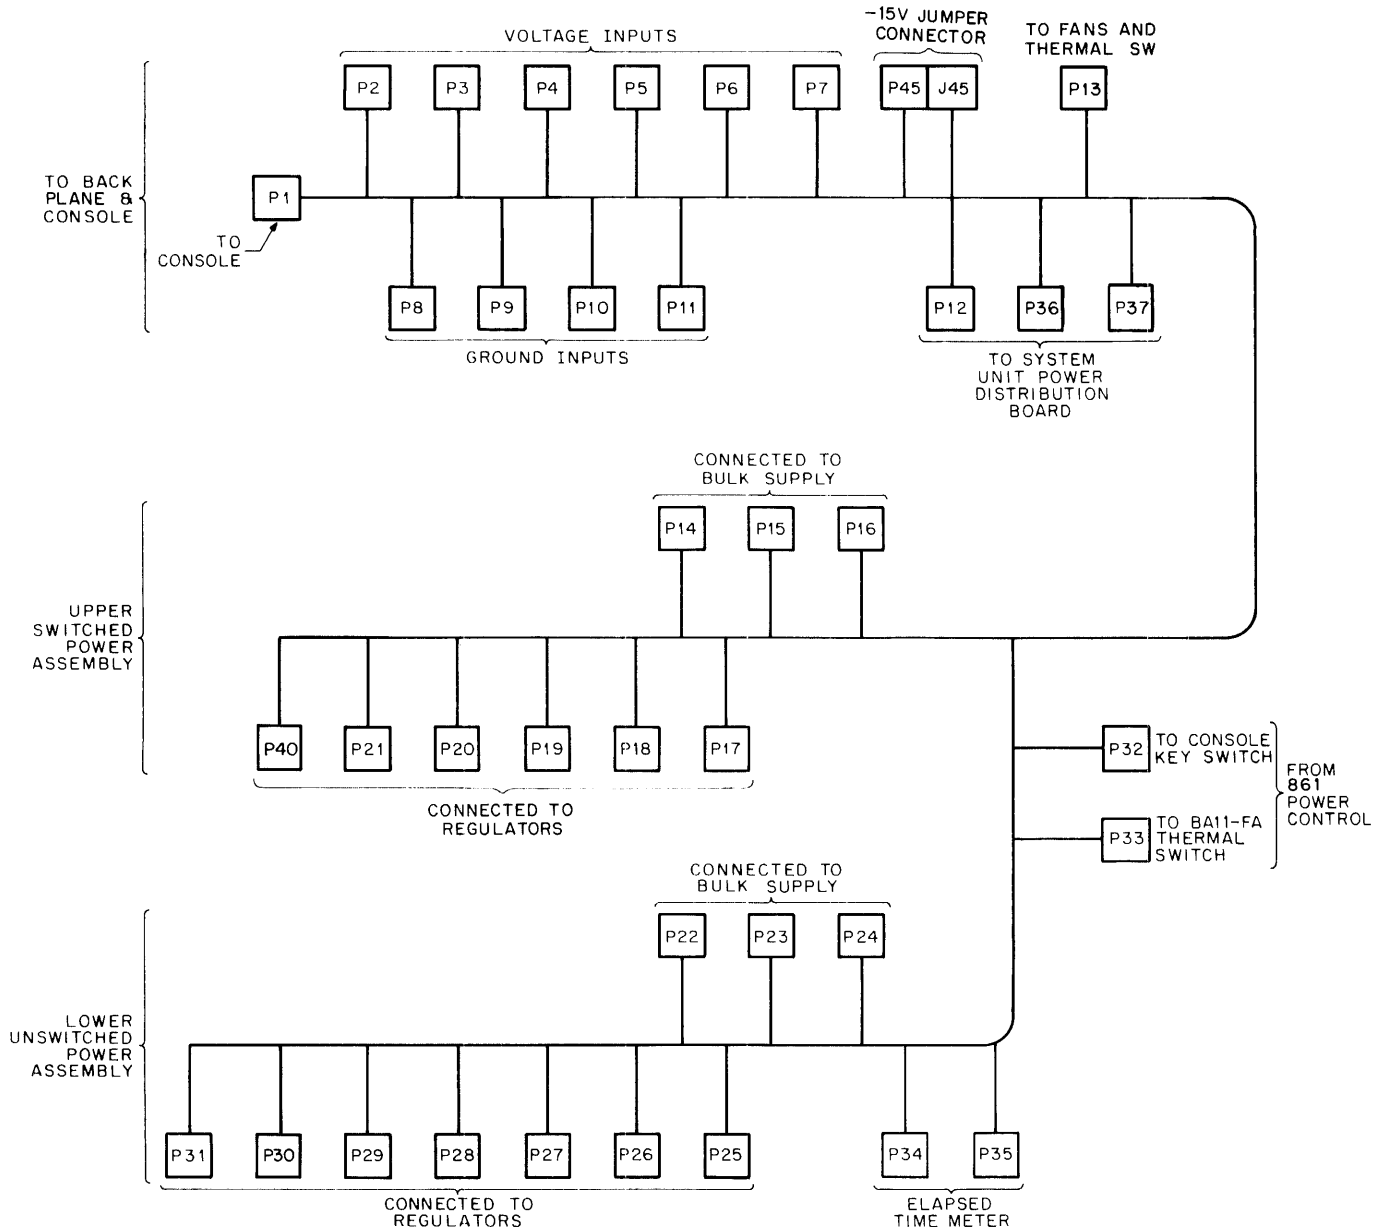 VOLTAGE INPUTS
-15V JUMPER
CONNECTOR
TO FANS AND
THERMAL SW
P2
P3
P4
P5
P6
P7
P45
J45
P13
TO BACK
PLANE &
CONSOLE
P1
TO
CONSOLE
P8
P9
P10
P11
P12
P36
P37
GROUND INPUTS
TO SYSTEM
UNIT POWER
DISTRIBUTION
BOARD
CONNECTED TO
BULK SUPPLY
P14
P15
P16
UPPER
SWITCHED
POWER
ASSEMBLY
P40
P21
P20
P19
P18
P17
CONNECTED TO
REGULATORS
P32
TO CONSOLE
KEY SWITCH
P33
TO BA11-FA
THERMAL
SWITCH
FROM
861
POWER
CONTROL
CONNECTED TO
BULK SUPPLY
P22
P23
P24
LOWER
UNSWITCHED
POWER
ASSEMBLY
P31
P30
P29
P28
P27
P26
P25
P34
P35
CONNECTED TO
REGULATORS
ELAPSED
TIME METER